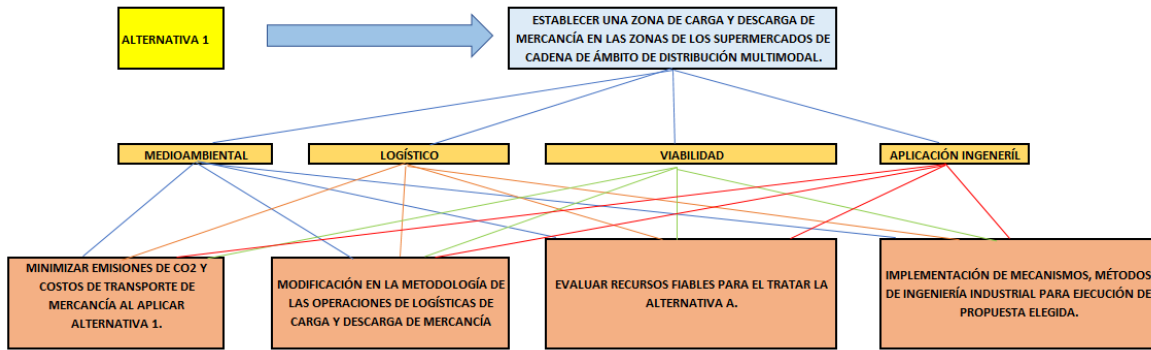 ALTERNATIVA 1
ESTABLECER UNA ZONA DE CARGA Y DESCARGA DE
MERCANCÍA EN LAS ZONAS DE LOS SUPERMERCADOS DE
CADENA DE ÁMBITO DE DISTRIBUCIÓN MULTIMODAL.
MEDIOAMBIENTAL
LOGÍSTICO
VIABILIDAD
APLICACIÓN INGENERÍL
MINIMIZAR EMISIONES DE CO2 Y
COSTOS DE TRANSPORTE DE
MERCANCÍA AL APLICAR
ALTERNATIVA 1.
MODIFICACIÓN EN LA METODOLOGÍA DE
LAS OPERACIONES DE LOGÍSTICAS DE
CARGA Y DESCARGA DE MERCANCÍA
EVALUAR RECURSOS FIABLES PARA EL TRATAR LA
ALTERNATIVA A.
IMPLEMENTACIÓN DE MECANISMOS, MÉTODOS
DE INGENIERÍA INDUSTRIAL PARA EJECUCIÓN DE
PROPUESTA ELEGIDA.